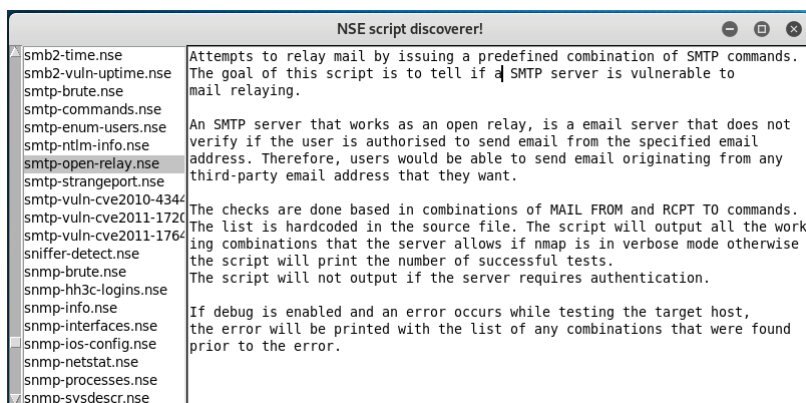 NSE script discoverer!
smb2-time.nse
smb2-vuln-uptime.nse
smtp-brute.nse
smtp-commands.nse
smtp-enum-users.nse
smtp-ntlm-info.nse
smtp-open-relay.nse
smtp-strangeport.nse
smtp-vuln-cve2010-4344
smtp-vuln-cve2011-1720
smtp-vuln-cve2011-1764
sniffer-detect.nse
snmp-brute.nse
snmp-hh3c-logins.nse
snmp-info.nse
snmp-interfaces.nse
snmp-ios-config.nse
snmp-netstat.nse
snmp-processes.nse
snmp-sysdescr.nse
Attempts to relay mail by issuing a predefined combination of SMTP commands.
The goal of this script is to tell if a SMTP server is vulnerable to
mail relaying.
An SMTP server that works as an open relay, is a email server that does not
verify if the user is authorised to send email from the specified email
address. Therefore, users would be able to send email originating from any
third-party email address that they want.
The checks are done based in combinations of MAIL FROM and RCPT TO commands.
The list is hardcoded in the source file. The script will output all the work
ing combinations that the server allows if nmap is in verbose mode otherwise
the script will print the number of successful tests.
The script will not output if the server requires authentication.
If debug is enabled and an error occurs while testing the target host,
the error will be printed with the list of any combinations that were found
prior to the error.